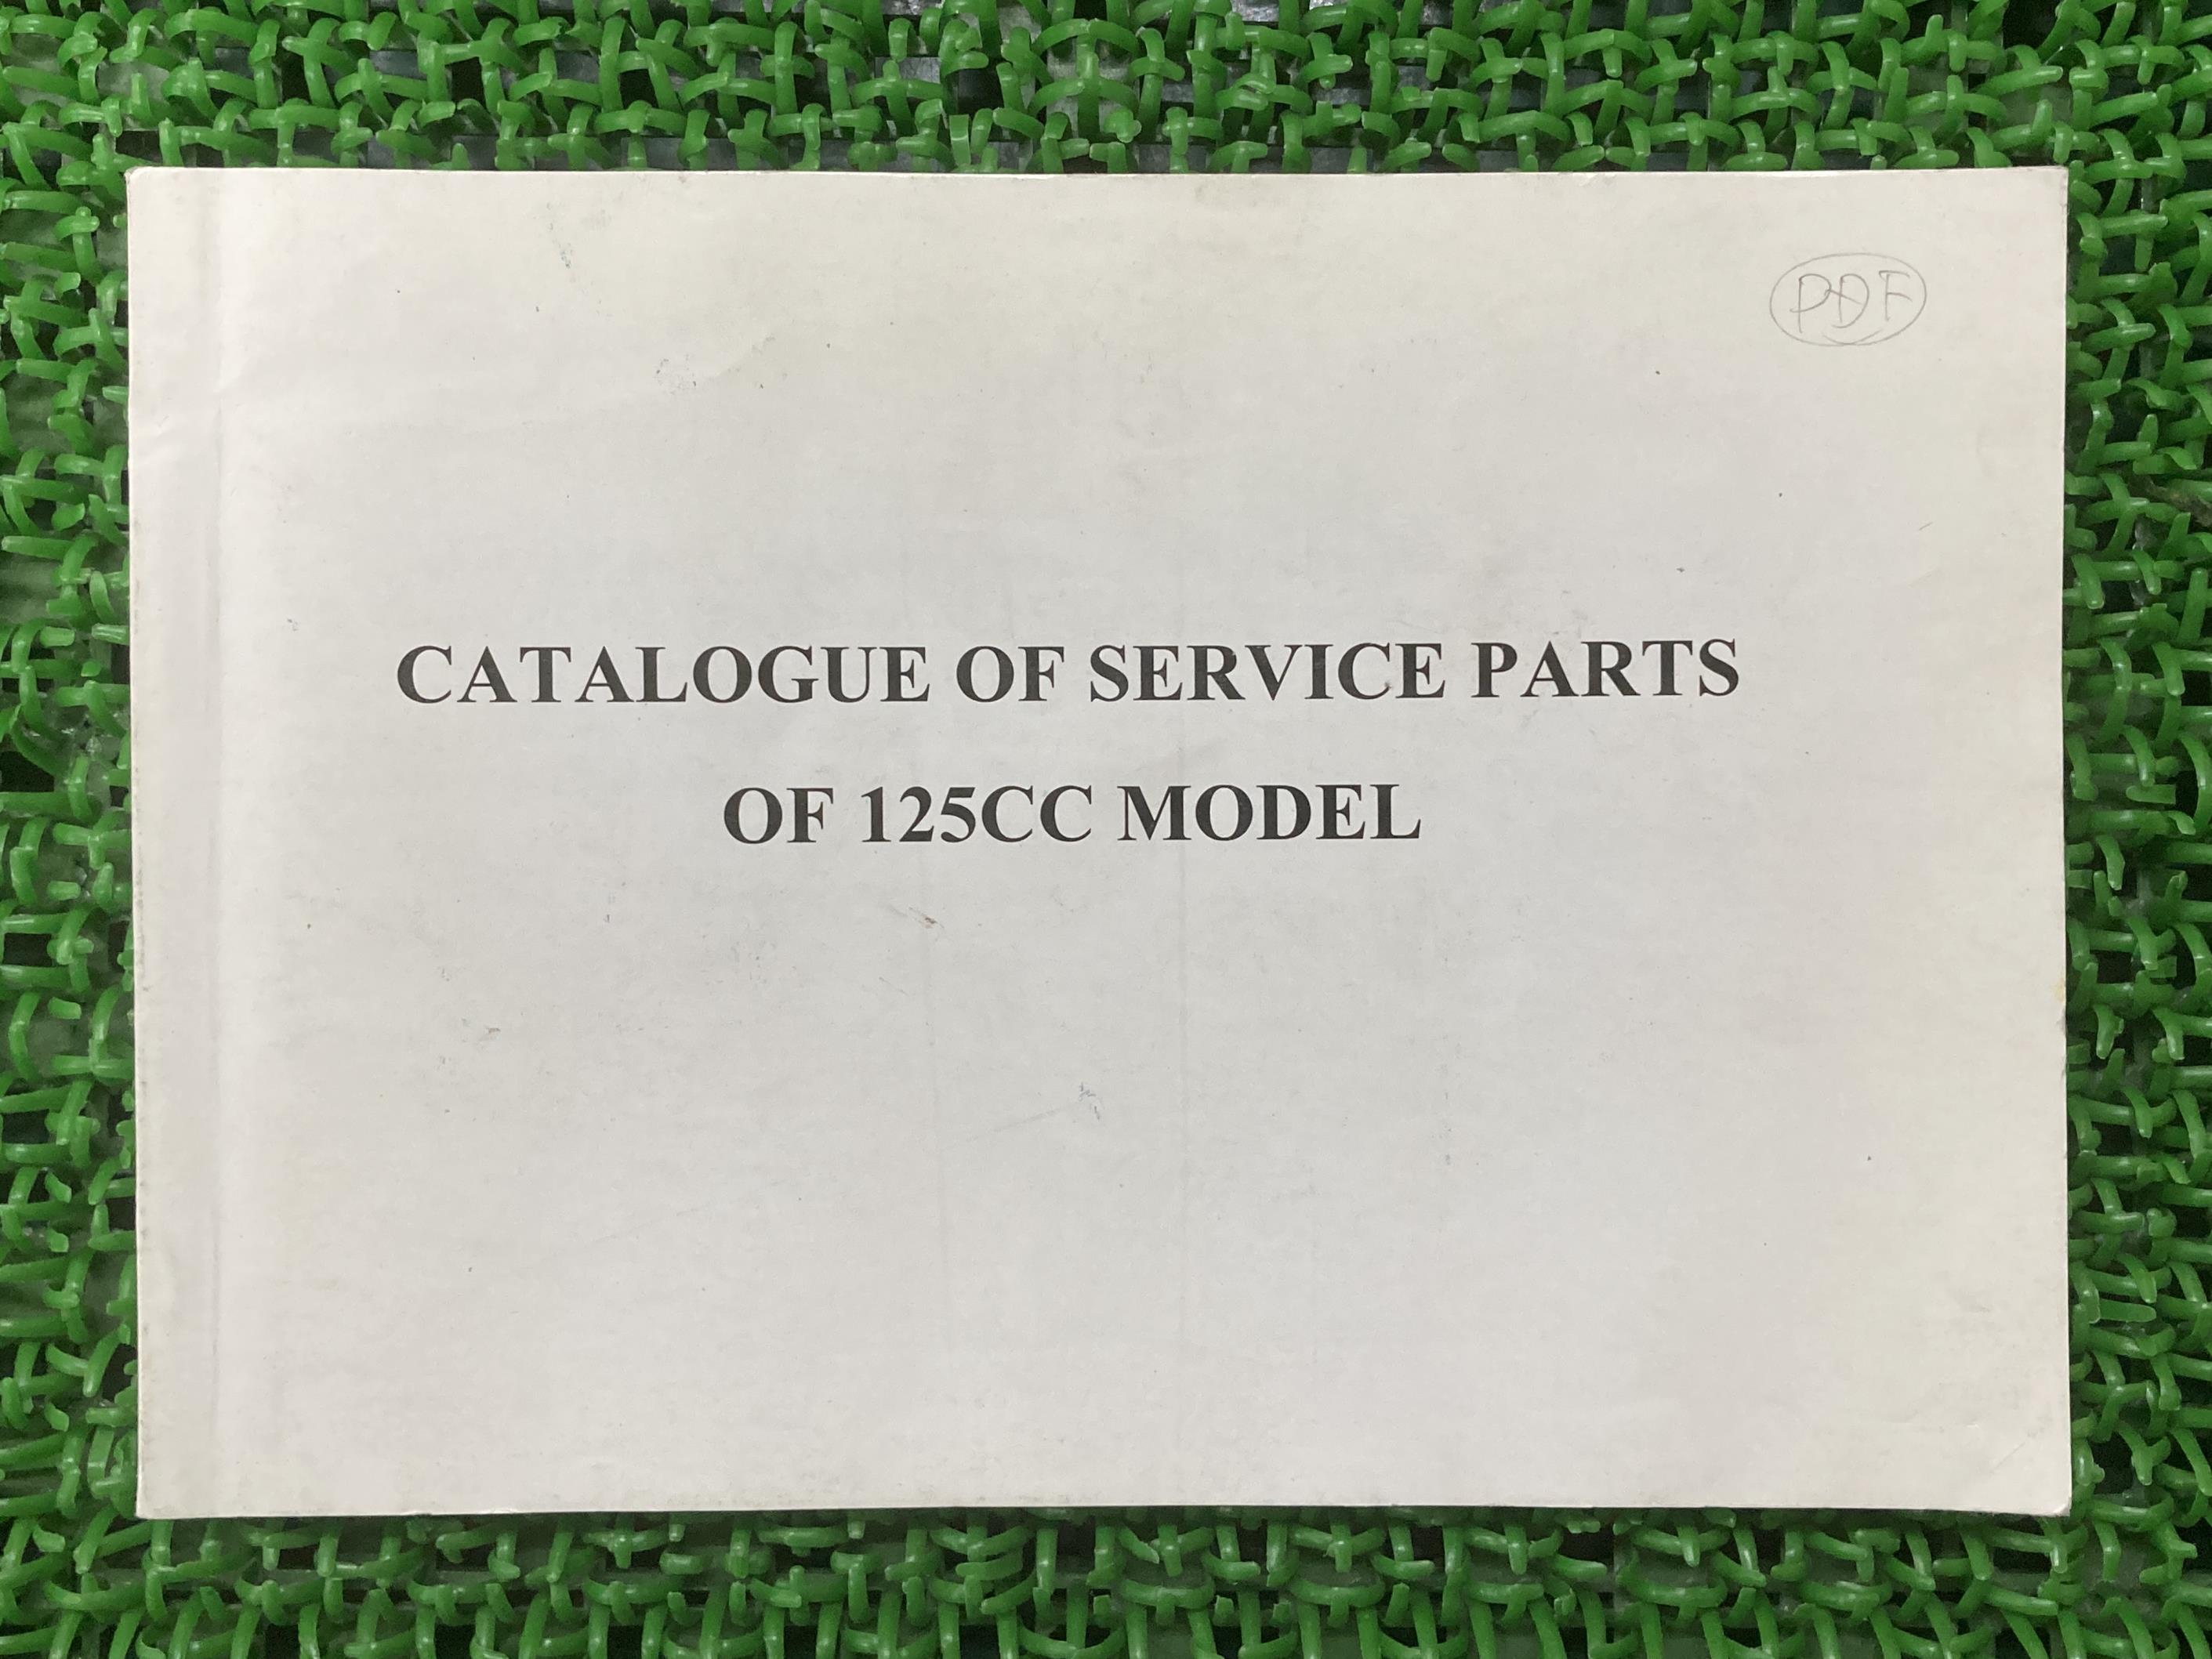 PDF
CATALOGUE OF SERVICE PARTS
OF 125CC MODEL